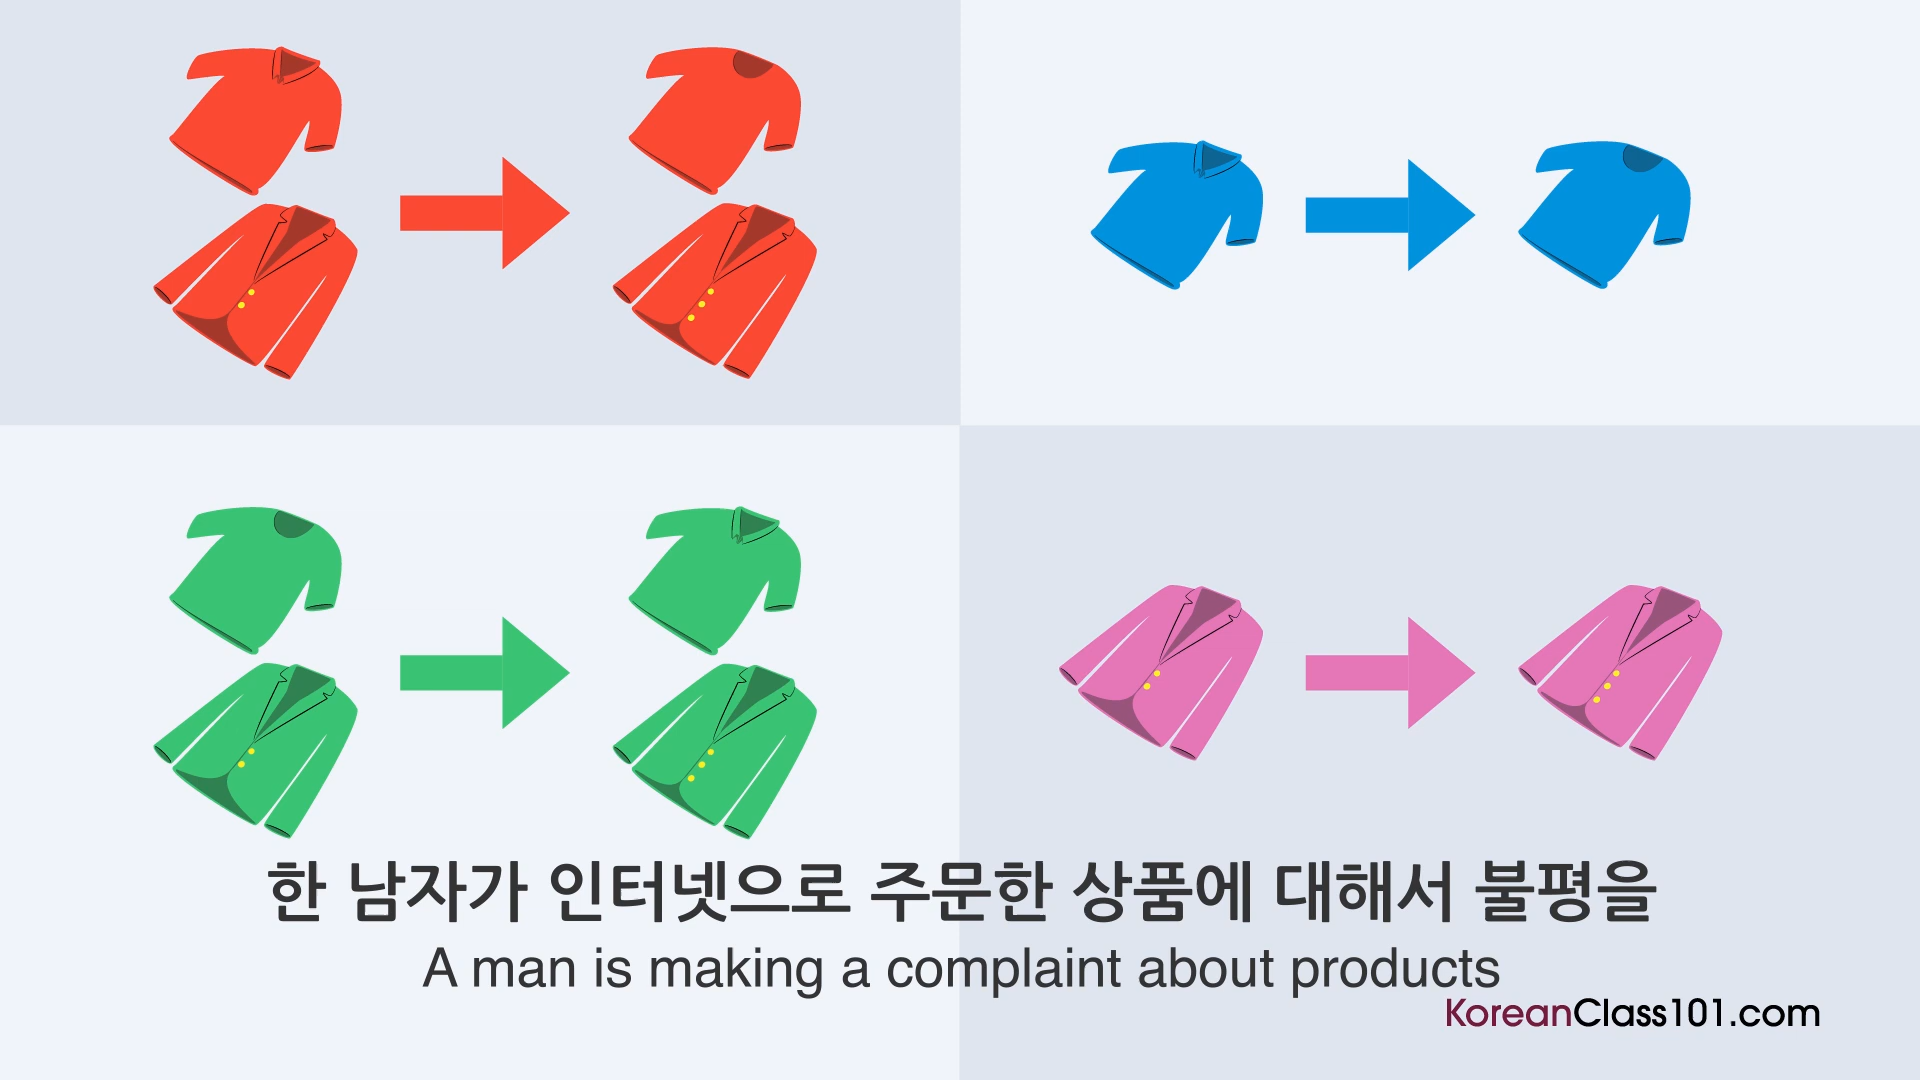 한 남자가 인터넷으로 주문한 상품에 대해서 불평을
A man is making a complaint about products
KoreanClass101.com